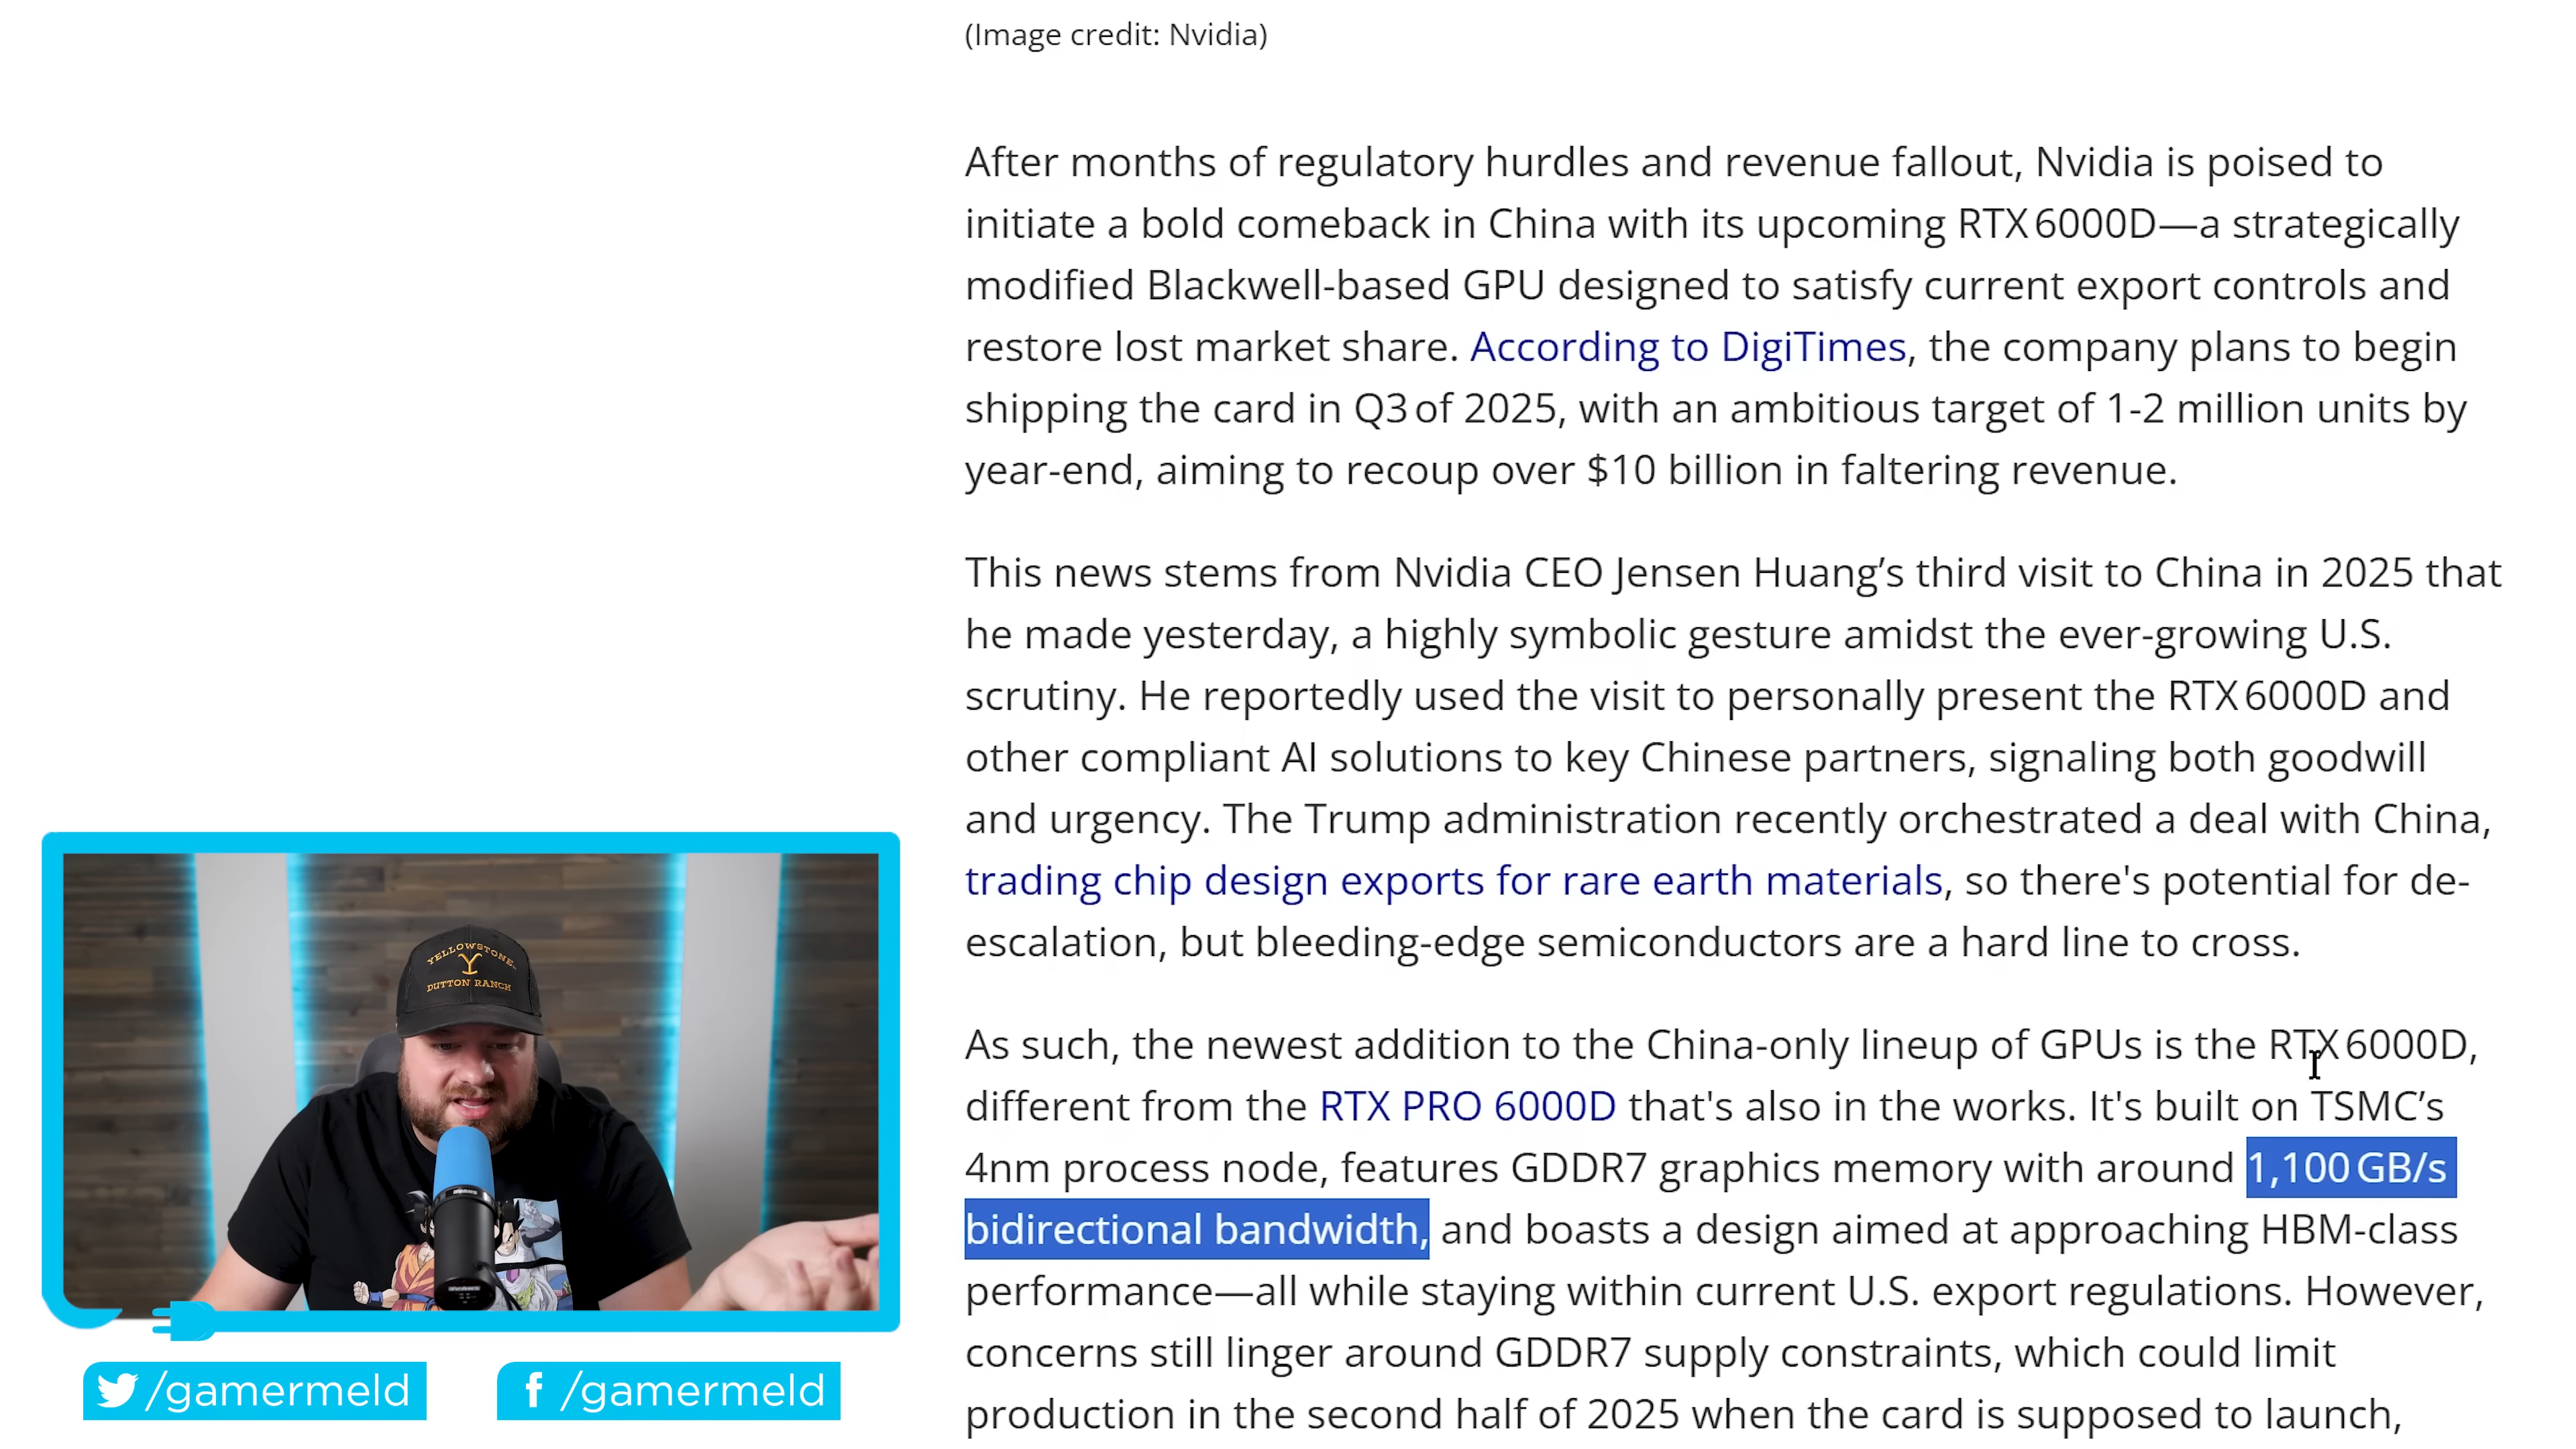 (Image credit: Nvidia)
After months of regulatory hurdles and revenue fallout, Nvidia is poised to
initiate a bold comeback in China with its upcoming RTX 6000D—a strategically
modified Blackwell-based GPU designed to satisfy current export controls and
restore lost market share. According to DigiTimes, the company plans to begin
shipping the card in Q3 of 2025, with an ambitious target of 1-2 million units by
year-end, aiming to recoup over $10 billion in faltering revenue.
This news stems from Nvidia CEO Jensen Huang’s third visit to China in 2025 that
he made yesterday, a highly symbolic gesture amidst the ever-growing U.S.
scrutiny. He reportedly used the visit to personally present the RTX 6000D and
other compliant AI solutions to key Chinese partners, signaling both goodwill
and urgency. The Trump administration recently orchestrated a deal with China,
trading chip design exports for rare earth materials, so there's potential for de-
escalation, but bleeding-edge semiconductors are a hard line to cross.
As such, the newest addition to the China-only lineup of GPUs is the RTX 6000D,
different from the RTX PRO 6000D that's also in the works. It's built on TSMC’s
4nm process node, features GDDR7 graphics memory with around 1,100 GB/s
bidirectional bandwidth, and boasts a design aimed at approaching HBM-class
performance—all while staying within current U.S. export regulations. However,
concerns still linger around GDDR7 supply constraints, which could limit
production in the second half of 2025 when the card is supposed to launch,
YELLOWSTONE
Y
DUTTON RANCH
/gamermeld
/gamermeld